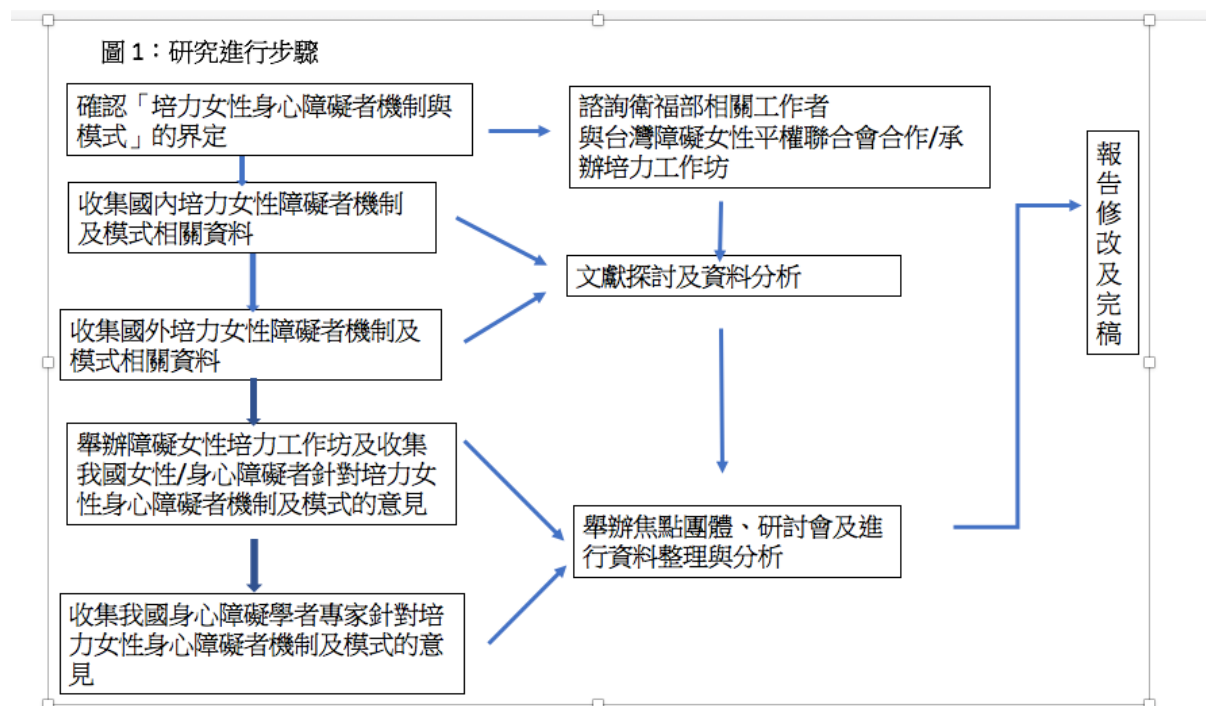 圖 1：研究進行步驟
確認「培力女性身心障礙者機制與
模式」的界定
諮詢衛福部相關工作者
與台灣障礙女性平權聯合會合作/承
辦培力工作坊
收集國內培力女性障礙者機制
及模式相關資料
文獻探討及資料分析
收集國外培力女性障礙者機制及
模式相關資料
舉辦障礙女性培力工作坊及收集
我國女性/身心障礙者針對培力女
性身心障礙者機制及模式的意見
舉辦焦點團體、研討會及進
行資料整理與分析
收集我國身心障礙學者專家針對培
力女性身心障礙者機制及模式的意
見
報告修改及完稿